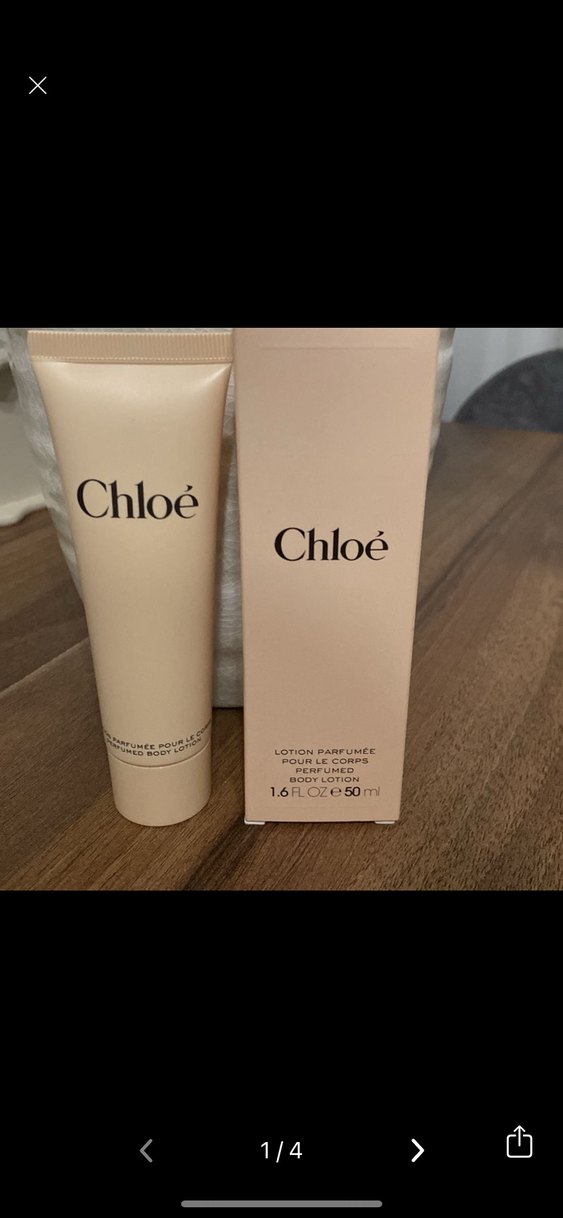 Chloé
PARFUMÉE POUR LE
PERFUMED BODY LOTION
Chloé
LOTION PARFUMÉE
POUR LE CORPS
PERFUMED
BODY LOTION
1.6 FL OZ e 50 ml
1/4